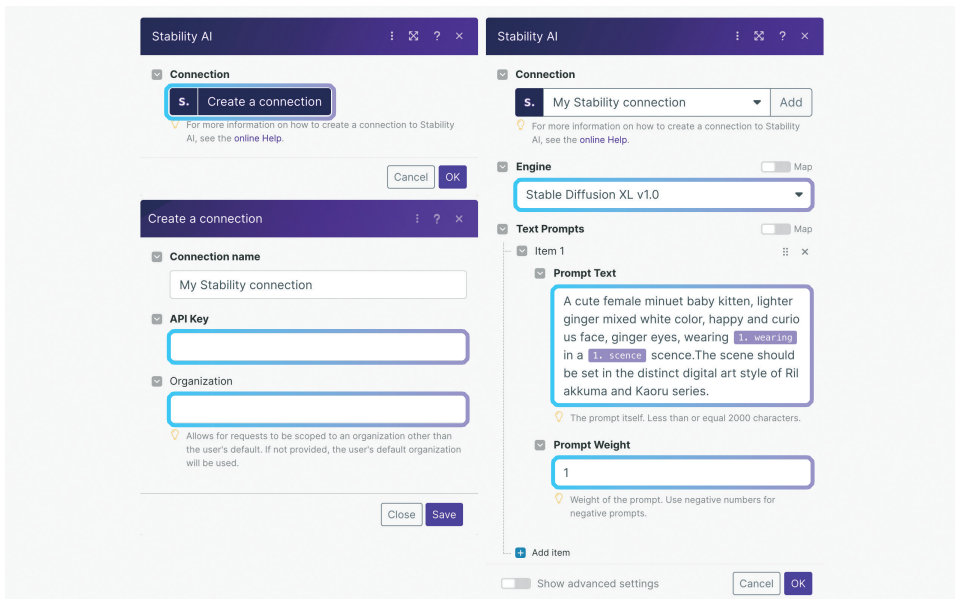 Stability AI
?
Connection
S. Create a connection
For more information on how to create a connection to Stability
AI, see the online Help.
Cancel OK
Create a connection
?
Connection name
My Stability connection
API Key
Organization
Allows for requests to be scoped to an organization other than
the user's default. If not provided, the user's default organization
will be used.
Close Save
Stability AI
?
Connection
S. My Stability connection Add
For more information on how to create a connection to Stability
AI, see the online Help.
Engine Map
Stable Diffusion XL v1.0
Text Prompts Map
Item 1
Prompt Text
A cute female minuet baby kitten, lighter
ginger mixed white color, happy and curio
us face, ginger eyes, wearing 1. wearing
in a 1. scence scence.The scene should
be set in the distinct digital art style of Ril
akkuma and Kaoru series.
The prompt itself. Less than or equal 2000 characters.
Prompt Weight
1
Weight of the prompt. Use negative numbers for
negative prompts.
Add item
Show advanced settings Cancel OK